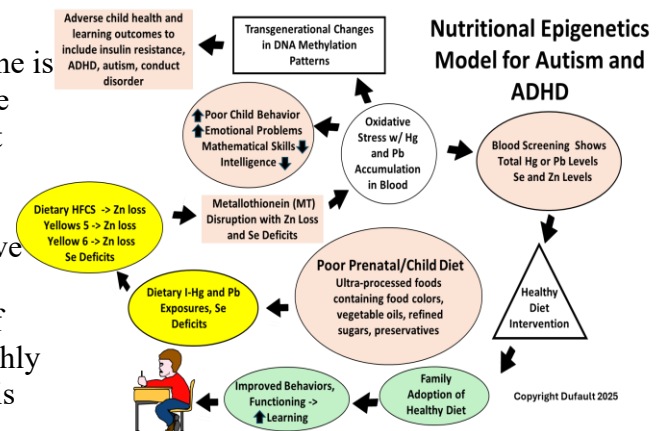 Nutritional Epigenetics
Model for Autism and
ADHD
Adverse child health and
learning outcomes to
include insulin resistance,
ADHD, autism, conduct
disorder
Transgenerational Changes
in DNA Methylation
Patterns
Poor Child Behavior
Emotional Problems
Mathematical Skills
Intelligence
Oxidative
Stress w/ Hg
and Pb
Accumulation
in Blood
Blood Screening Shows
Total Hg or Pb Levels
Se and Zn Levels
Dietary HFCS -> Zn loss
Yellows 5 -> Zn loss
Yellow 6 -> Zn loss
Se Deficits
Metallothionein (MT)
Disruption with Zn Loss
and Se Deficits
Poor Prenatal/Child Diet
Ultra-processed foods
containing food colors,
vegetable oils, refined
sugars, preservatives
Dietary I-Hg and Pb
Exposures, Se
Deficits
Healthy
Diet
Intervention
Family
Adoption of
Healthy Diet
Improved Behaviors,
Functioning ->
Learning
Copyright Dufault 2025
is